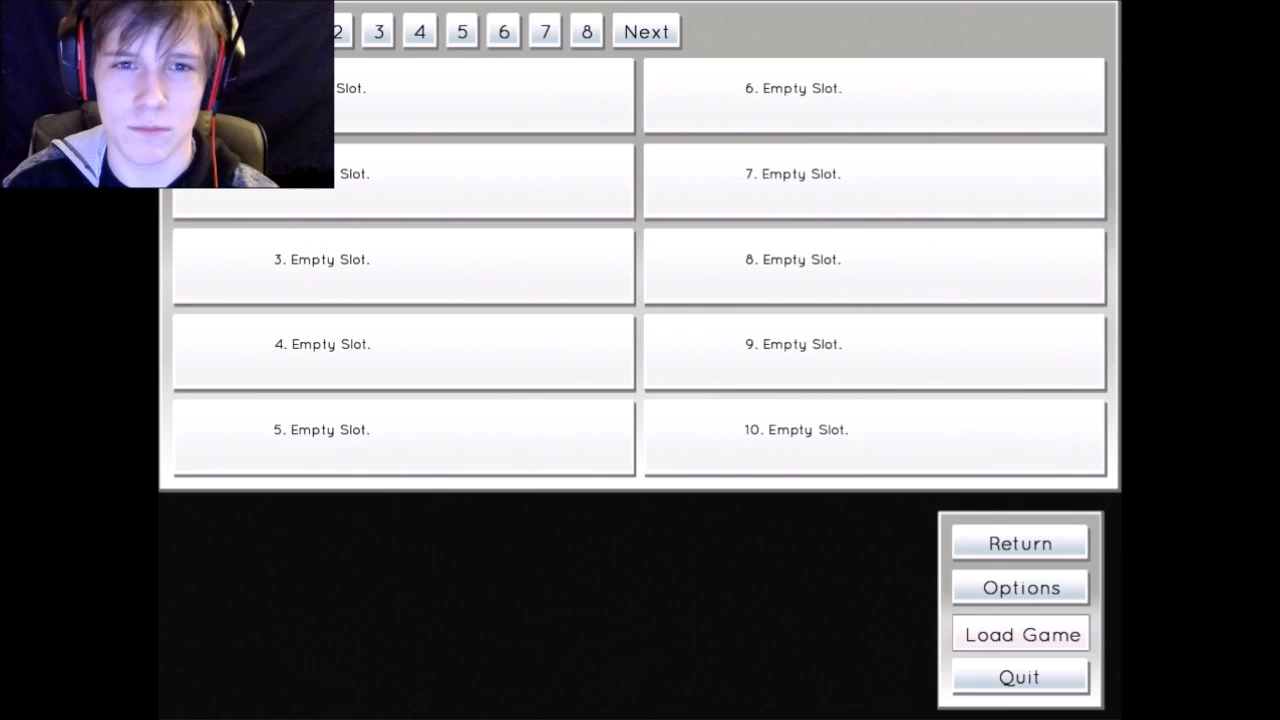 2 3 4 5 6 7 8 Next
Slot.
6. Empty Slot.
Slot.
7. Empty Slot.
3. Empty Slot.
8. Empty Slot.
4. Empty Slot.
9. Empty Slot.
5. Empty Slot.
10. Empty Slot.
Return
Options
Load Game
Quit